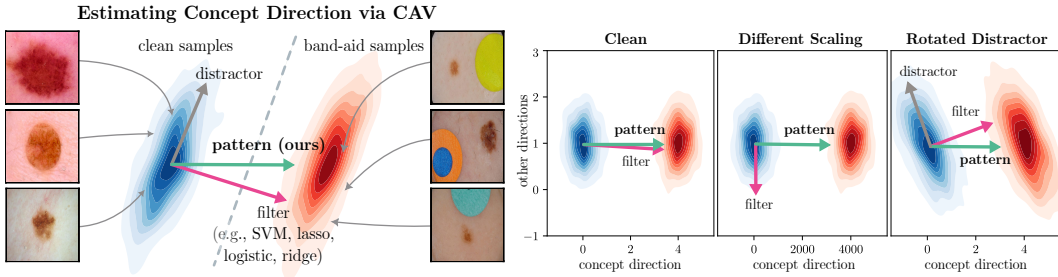 Estimating Concept Direction via CAV
clean samples
band-aid samples
distractor
pattern (ours)
filter
(e.g., SVM, lasso,
logistic, ridge)
Clean
Different Scaling
Rotated Distractor
other directions
3
2
1
0
−1
pattern
filter
0
2
4
concept direction
pattern
filter
0
2000
4000
concept direction
distractor
filter
pattern
0
2
4
concept direction